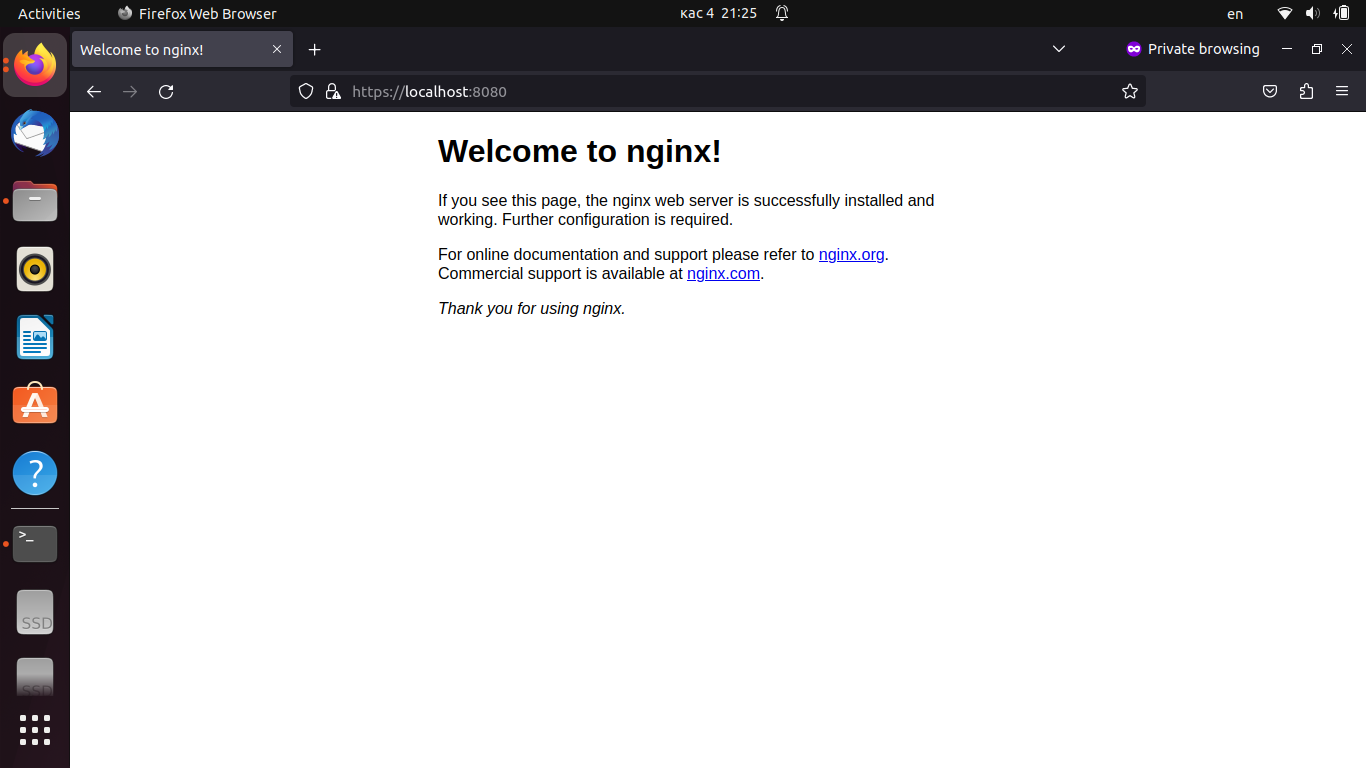 Activities
Firefox Web Browser
кас 4 21:25
en
Welcome to nginx!
Private browsing
https://localhost:8080
Welcome to nginx!
If you see this page, the nginx web server is successfully installed and
working. Further configuration is required.
For online documentation and support please refer to nginx.org.
Commercial support is available at nginx.com.
Thank you for using nginx.
?
>_
SSD
SSD